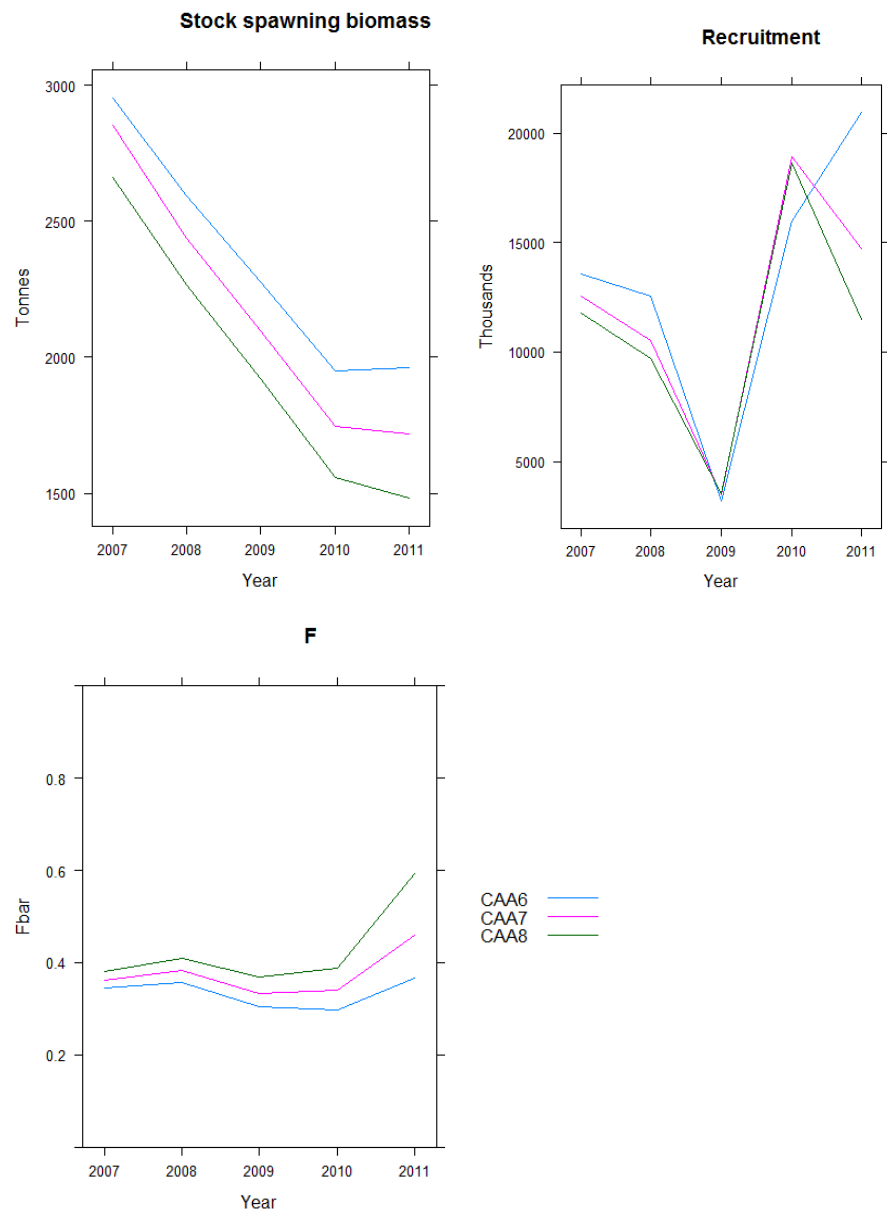 Stock spawning biomass
Tonnes
3000
2500
2000
1500
2007 2008 2009 2010 2011
Year
Recruitment
Thousands
20000
15000
10000
5000
2007 2008 2009 2010 2011
Year
F
Fbar
0.8
0.6
0.4
0.2
2007 2008 2009 2010 2011
Year
CAA6
CAA7
CAA8